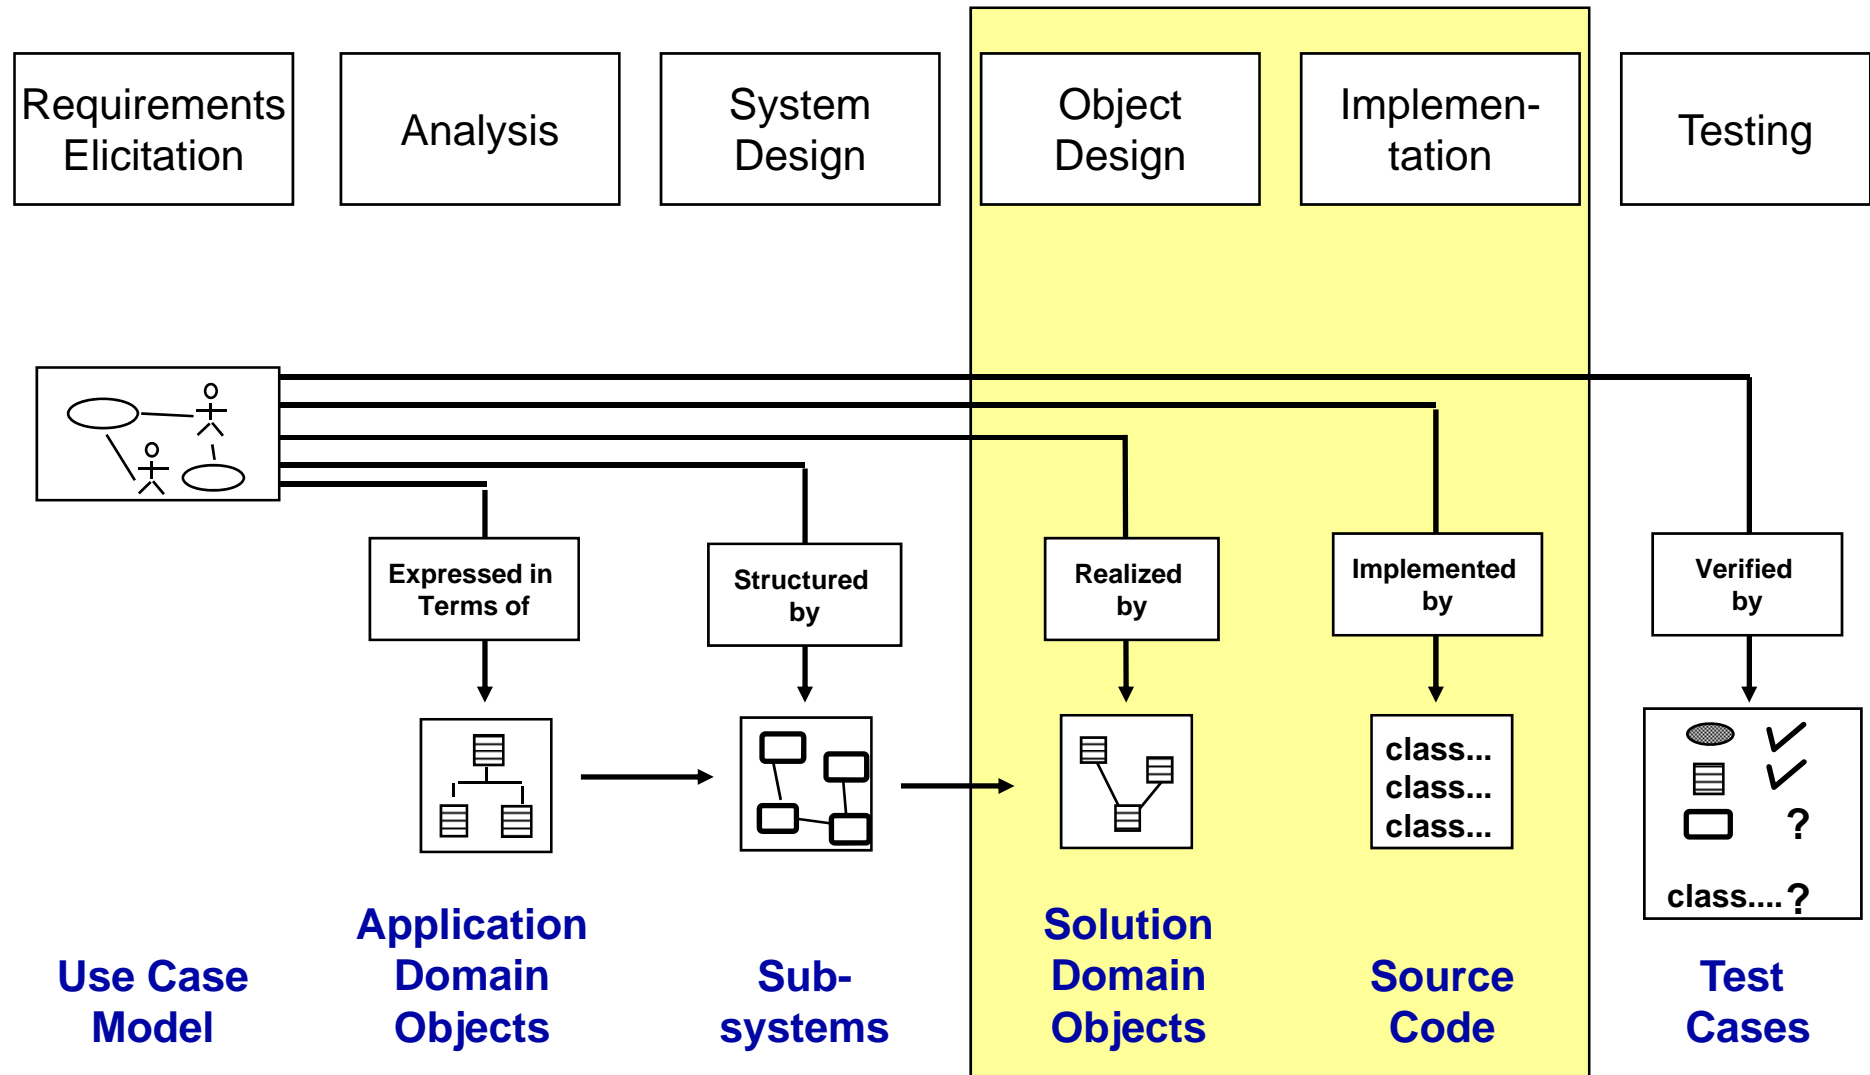 Requirements
Elicitation
Analysis
System
Design
Object
Design
Implemen-
tation
Testing
Expressed in
Terms of
Structured
by
Realized
by
Implemented
by
Verified
by
class...
class...
class...
?
class....?
Use Case
Model
Application
Domain
Objects
Sub-
systems
Solution
Domain
Objects
Source
Code
Test
Cases